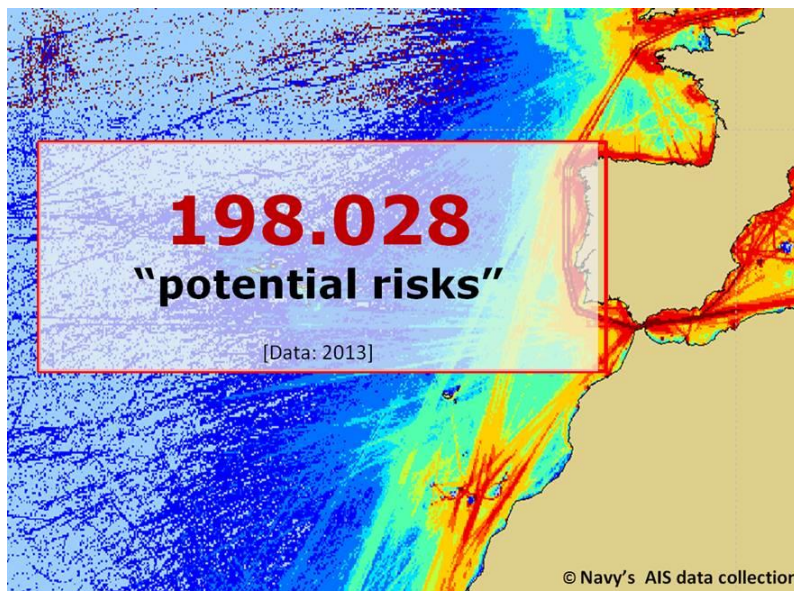 198.028
“potential risks”
[Data: 2013]
© Navy’s AIS data collection